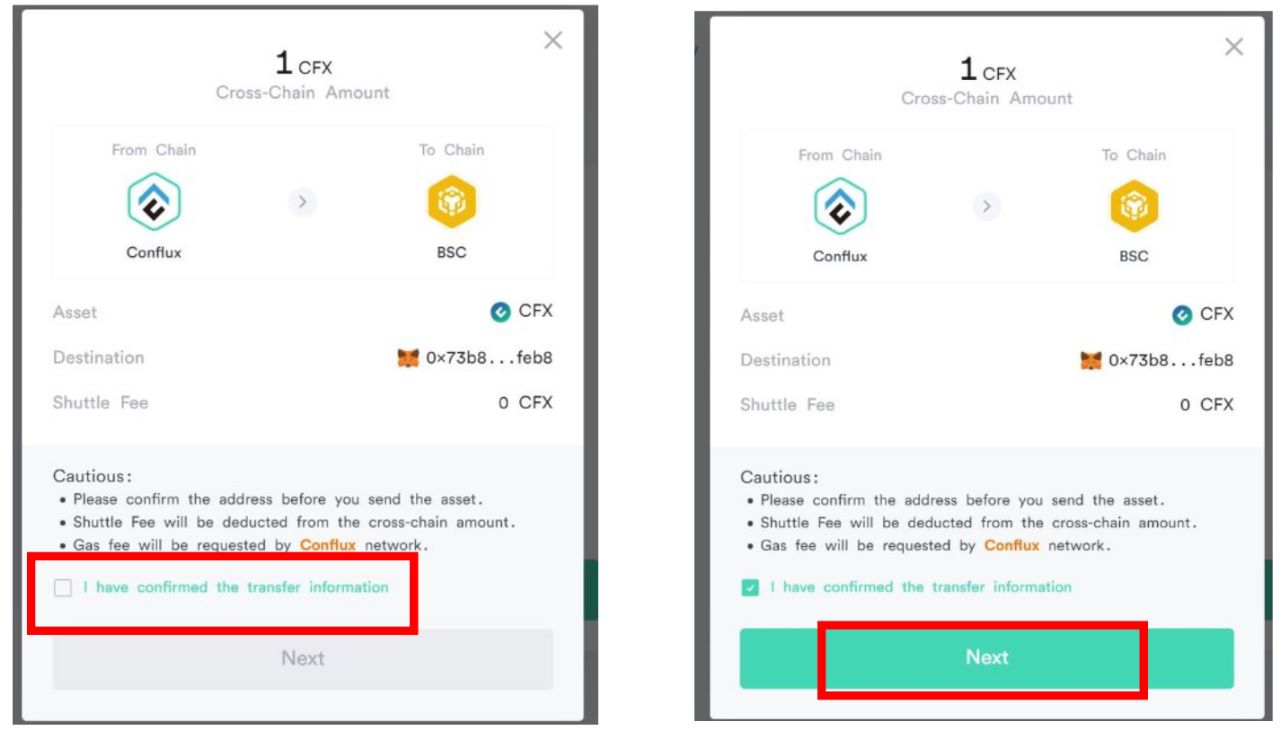 1 CFX
Cross-Chain Amount
From Chain
To Chain
Conflux
BSC
Asset
CFX
Destination
0×73b8...feb8
Shuttle Fee
0 CFX
Cautious:
• Please confirm the address before you send the asset.
• Shuttle Fee will be deducted from the cross-chain amount.
• Gas fee will be requested by Conflux network.
I have confirmed the transfer information
Next
1 CFX
Cross-Chain Amount
From Chain
To Chain
Conflux
BSC
Asset
CFX
Destination
0×73b8...feb8
Shuttle Fee
0 CFX
Cautious:
• Please confirm the address before you send the asset.
• Shuttle Fee will be deducted from the cross-chain amount.
• Gas fee will be requested by Conflux network.
I have confirmed the transfer information
Next